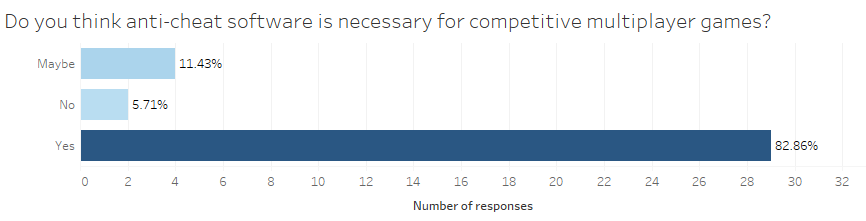 Do you think anti-cheat software is necessary for competitive multiplayer games?
Maybe 11.43%
No 5.71%
Yes 82.86%
0 2 4 6 8 10 12 14 16 18 20 22 24 26 28 30 32
Number of responses